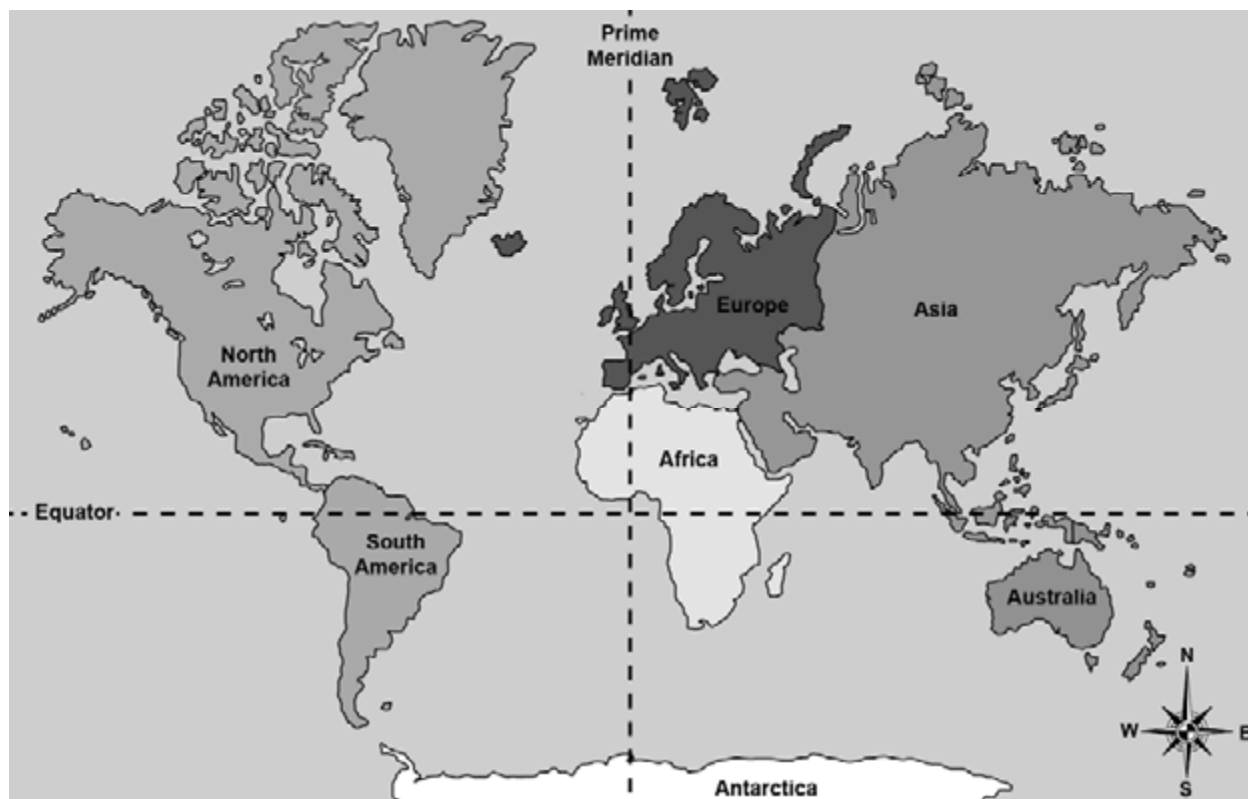 Prime
Meridian
Europe
Asia
North
America
Africa
Equator
South
America
Australia
N
W
E
S
Antarctica